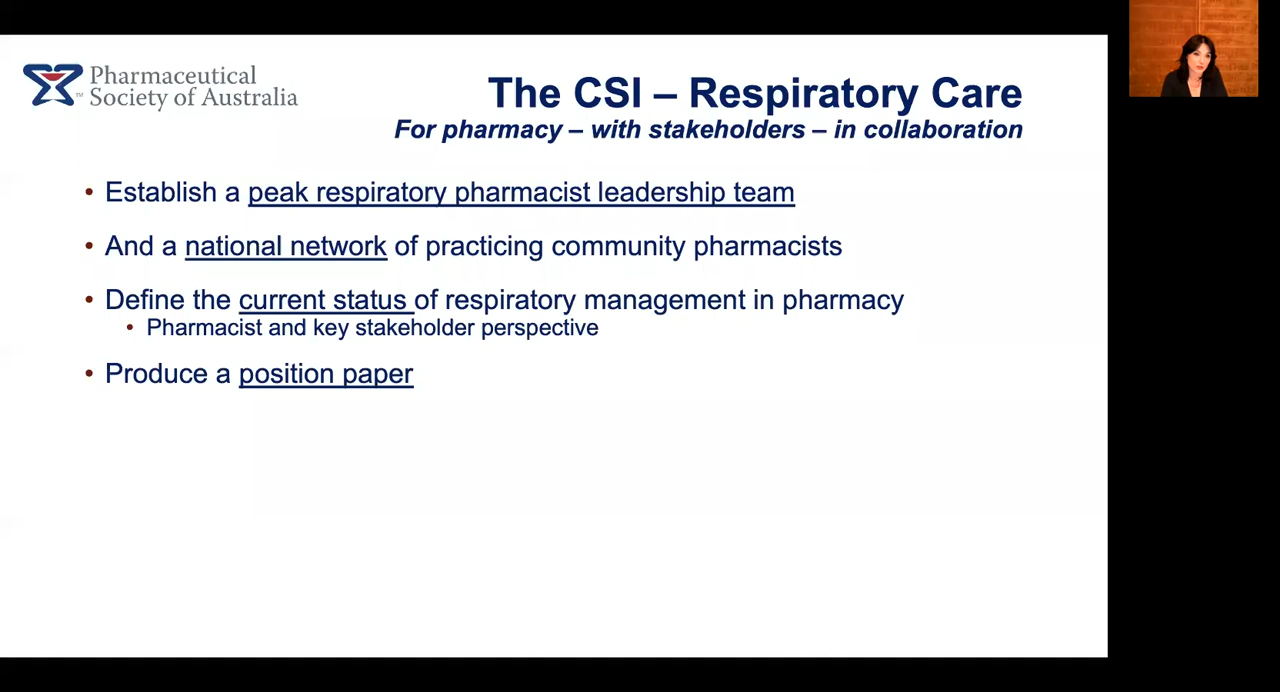 Pharmaceutical
Society of Australia
The CSI – Respiratory Care
For pharmacy – with stakeholders – in collaboration
• Establish a peak respiratory pharmacist leadership team
• And a national network of practicing community pharmacists
• Define the current status of respiratory management in pharmacy
• Pharmacist and key stakeholder perspective
• Produce a position paper